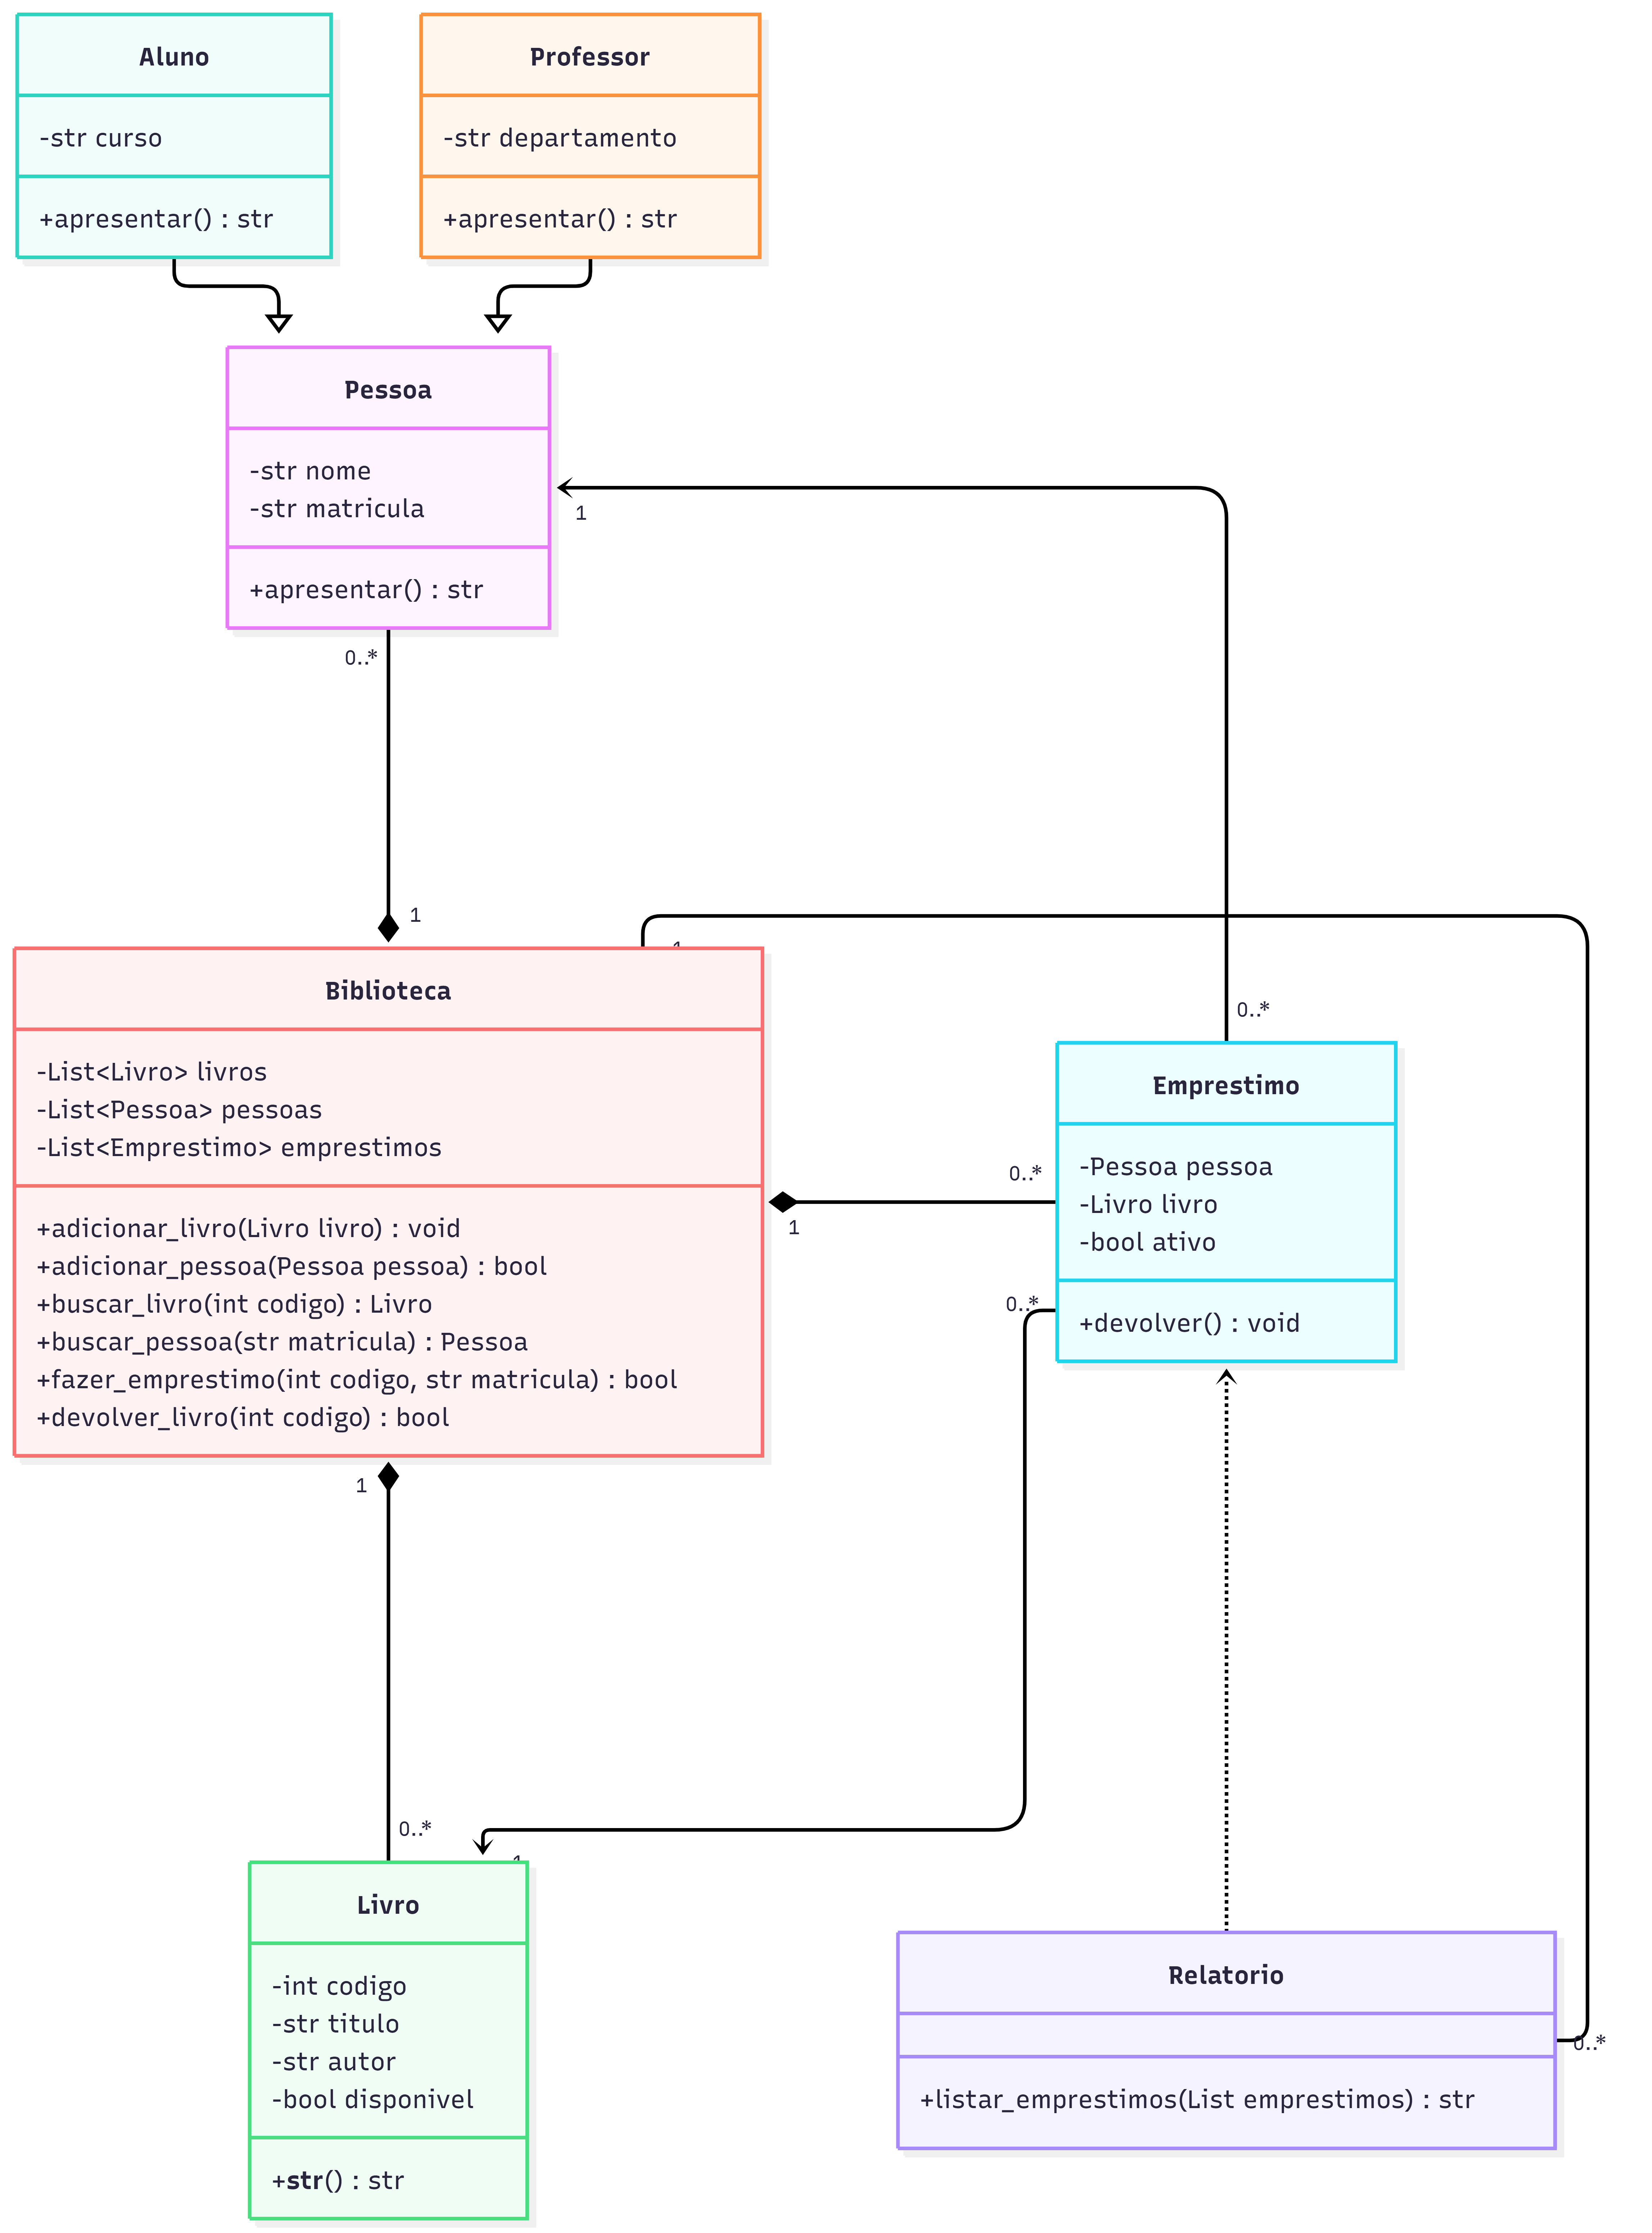 Aluno
-str curso
+apresentar() : str
Professor
-str departamento
+apresentar() : str
Pessoa
-str nome
-str matricula
+apresentar() : str
1
0..*
1
1
Biblioteca
-List<Livro> livros
-List<Pessoa> pessoas
-List<Emprestimo> emprestimos
+adicionar_livro(Livro livro) : void
+adicionar_pessoa(Pessoa pessoa) : bool
+buscar_livro(int codigo) : Livro
+buscar_pessoa(str matricula) : Pessoa
+fazer_emprestimo(int codigo, str matricula) : bool
+devolver_livro(int codigo) : bool
0..*
0..*
1
0..*
Emprestimo
-Pessoa pessoa
-Livro livro
-bool ativo
+devolver() : void
1
0..*
1
Livro
-int codigo
-str titulo
-str autor
-bool disponivel
+str() : str
Relatorio
0..*
+listar_emprestimos(List emprestimos) : str